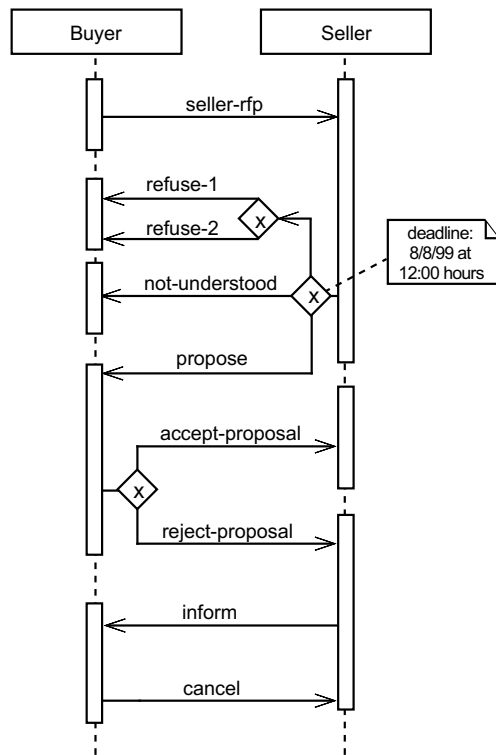 Buyer
Seller
seller-rfp
refuse-1
x
refuse-2
deadline:
8/8/99 at
12:00 hours
not-understood
x
propose
accept-proposal
x
reject-proposal
inform
cancel